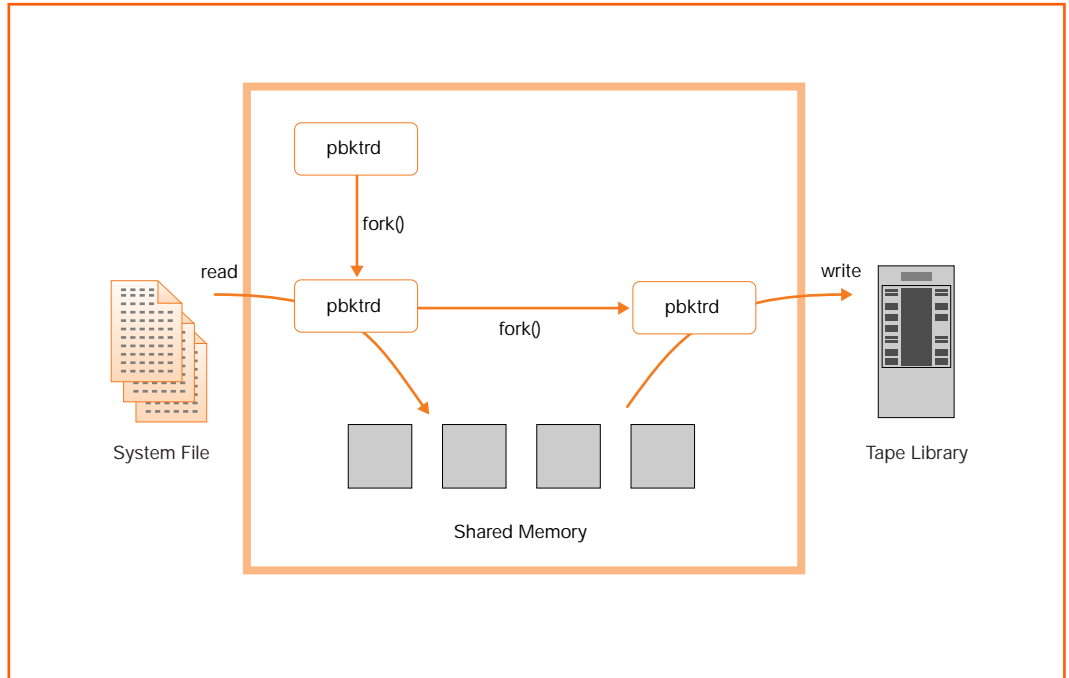 pbktrd
fork()
read
write
pbktrd
pbktrd
fork()
System File
Tape Library
Shared Memory